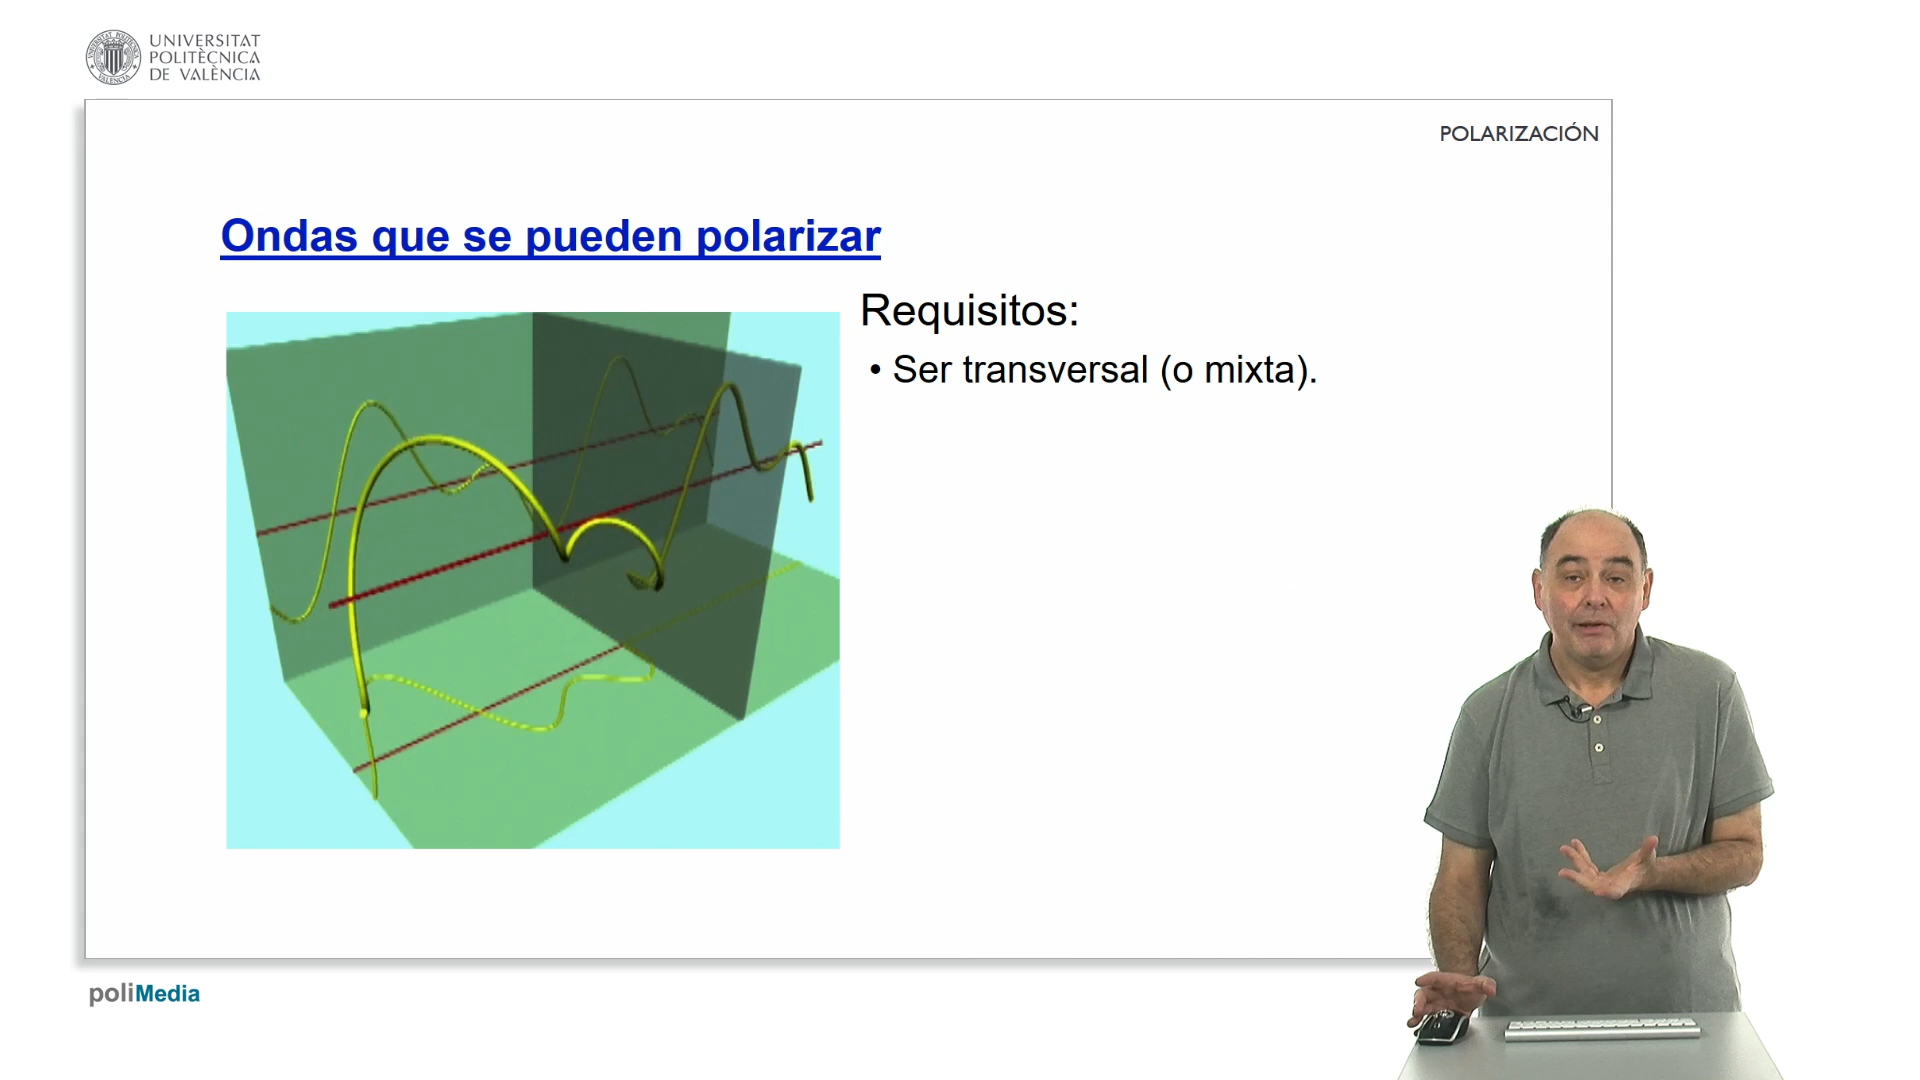 UNIVERSITAT
POLITÈCNICA
DE VALÈNCIA
POLARIZACIÓN
Ondas que se pueden polarizar
Requisitos:
• Ser transversal (o mixta).
poliMedia